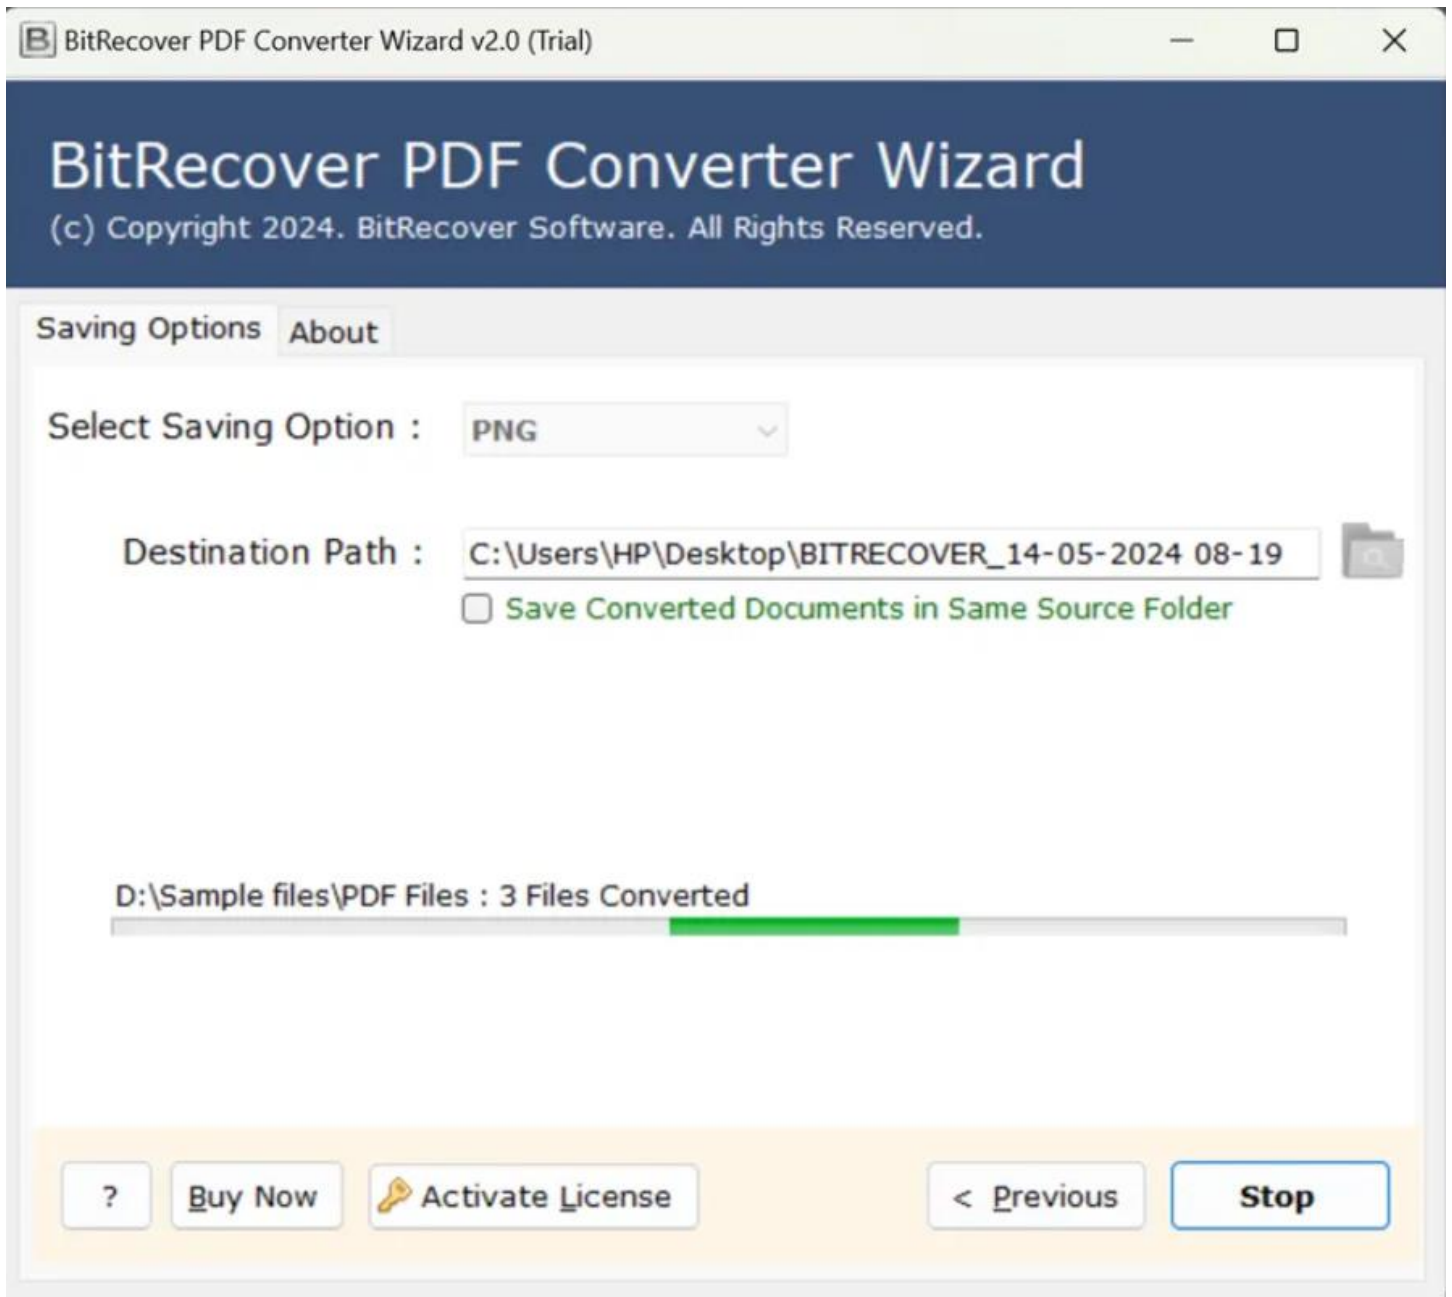 BitRecover PDF Converter Wizard v2.0 (Trial)
BitRecover PDF Converter Wizard
(c) Copyright 2024. BitRecover Software. All Rights Reserved.
Saving Options About
Select Saving Option : PNG
Destination Path : C:\Users\HP\Desktop\BITRECOVER_14-05-2024 08-19
Save Converted Documents in Same Source Folder
D:\Sample files\PDF Files : 3 Files Converted
? Buy Now Activate License < Previous Stop